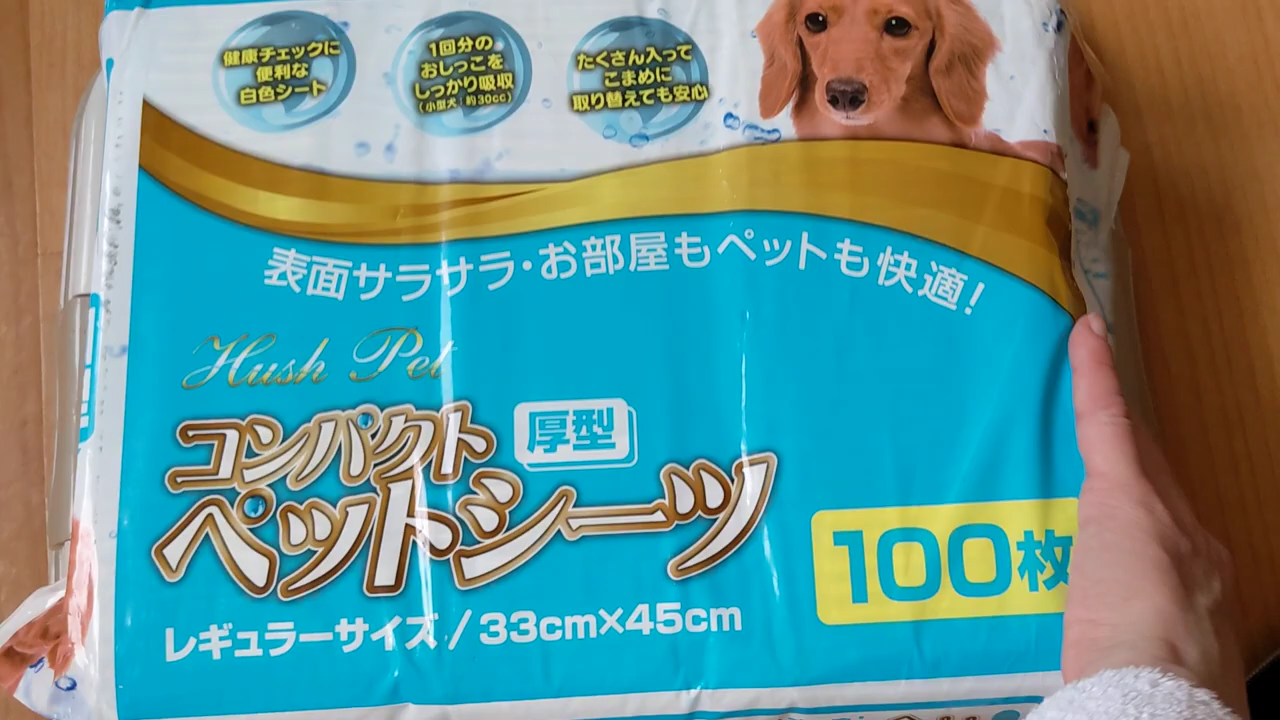 健康チェックに
便利な
白色シート
1回分の
おしっこを
しっかり吸収
(小型犬:約30cc)
たくさん入って
こまめに
取り替えても安心
表面サラサラ・お部屋もペットも快適!
Hush Pet
コンパクト 厚型
ペットシーツ
100枚
レギュラーサイズ/33cm×45cm